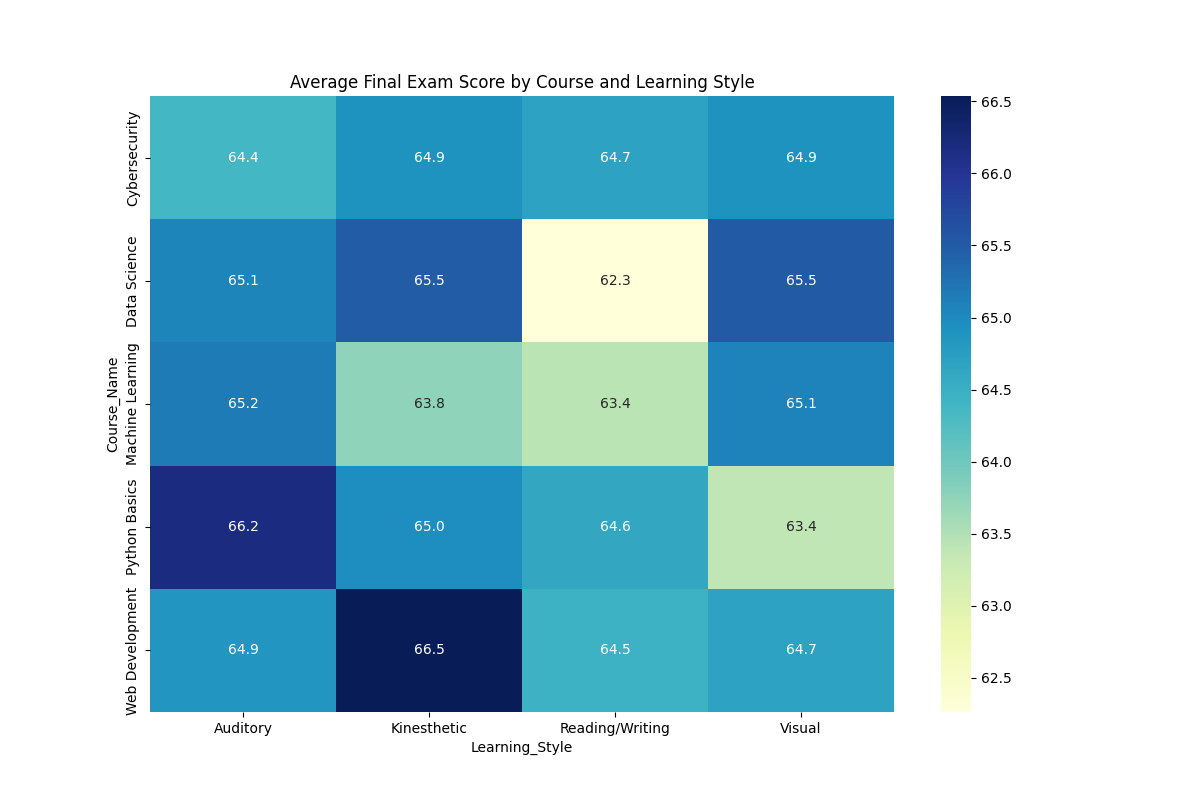 Average Final Exam Score by Course and Learning Style
Course_Name
Cybersecurity
64.4 64.9 64.7 64.9
Data Science
65.1 65.5 62.3 65.5
Machine Learning
65.2 63.8 63.4 65.1
Python Basics
66.2 65.0 64.6 63.4
Web Development
64.9 66.5 64.5 64.7
Auditory Kinesthetic Reading/Writing Visual
Learning_Style
66.5
66.0
65.5
65.0
64.5
64.0
63.5
63.0
62.5